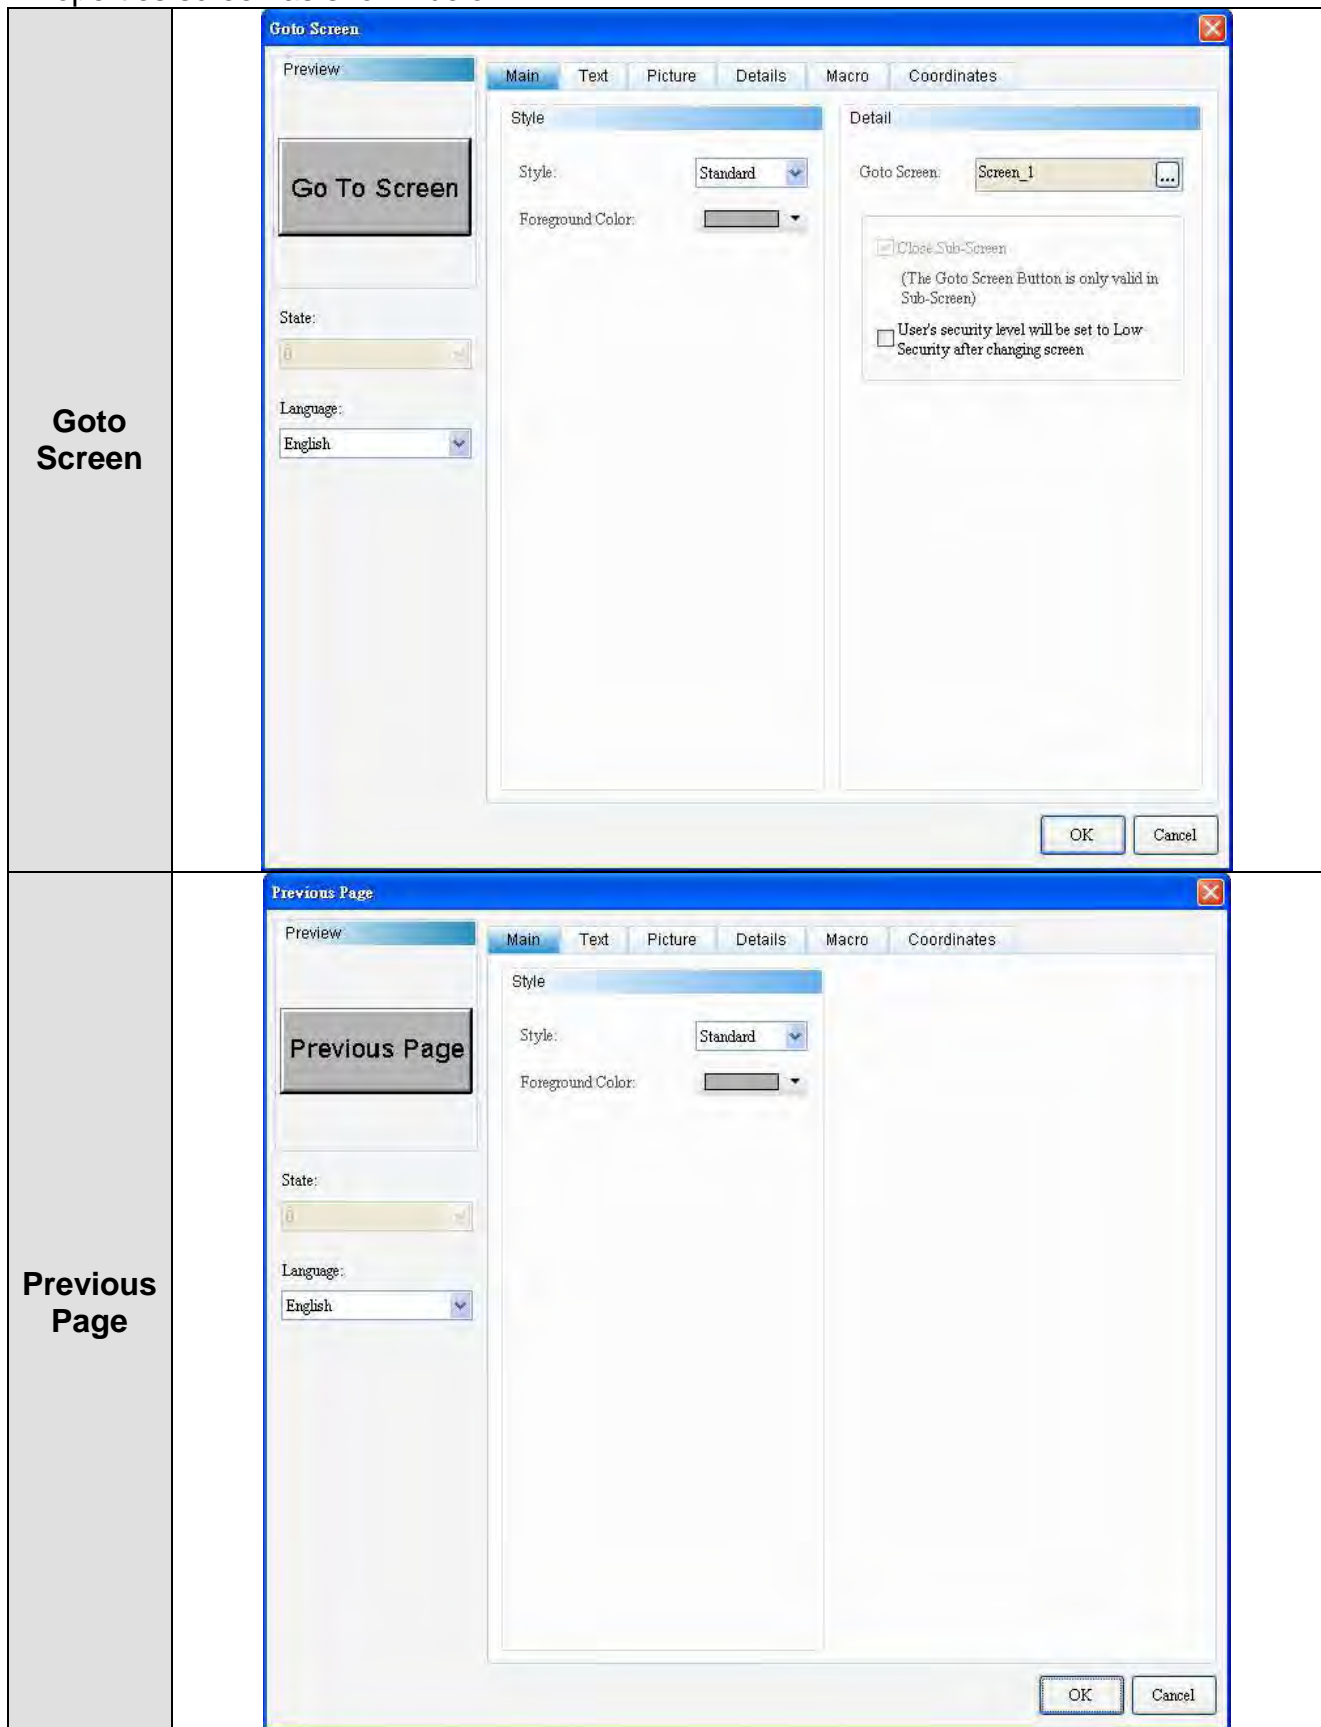 Goto
Screen
Goto Screen
Preview
Go To Screen
State:
0
Language:
English
Main Text Picture Details Macro Coordinates
Style
Style: Standard
Foreground Color:
Detail
Goto Screen: Screen_1 ...
Close Sub-Screen
(The Goto Screen Button is only valid in
Sub-Screen)
User's security level will be set to Low
Security after changing screen
OK Cancel
Previous
Page
Previous Page
Preview
Previous Page
State:
0
Language:
English
Main Text Picture Details Macro Coordinates
Style
Style: Standard
Foreground Color:
OK Cancel